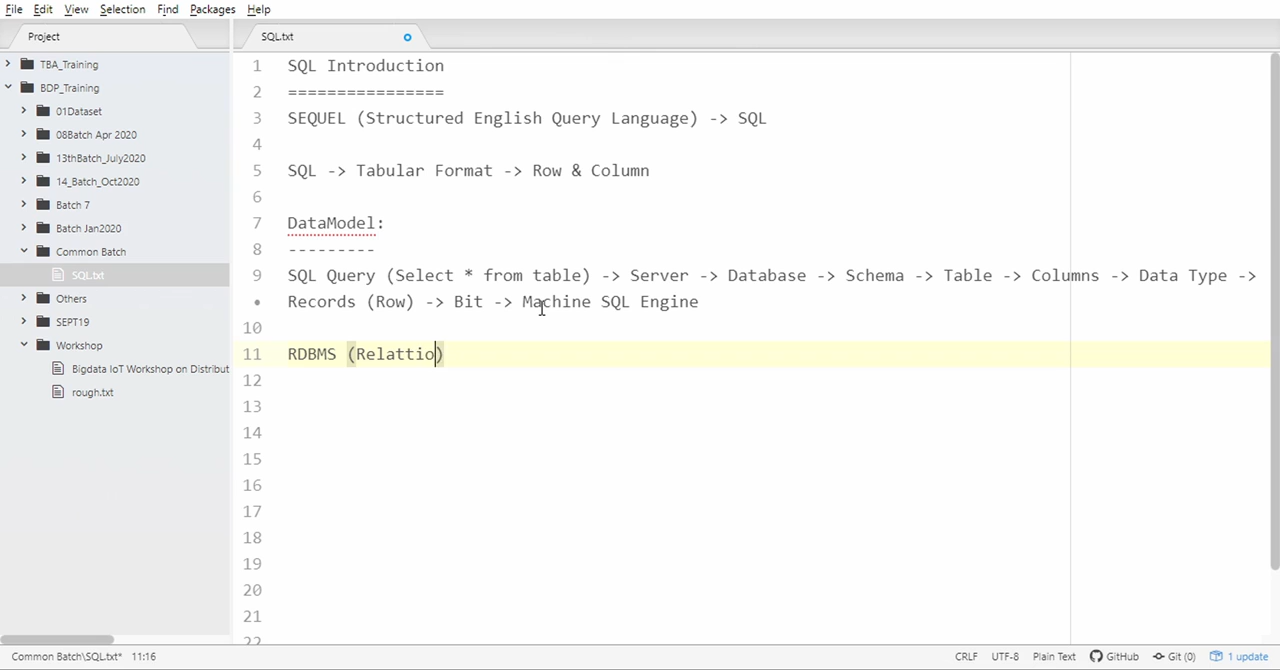 File Edit View Selection Find Packages Help
Project
SQL.txt
TBA_Training
BDP_Training
01Dataset
08Batch Apr 2020
13thBatch_July2020
14_Batch_Oct2020
Batch 7
Batch Jan2020
Common Batch
SQL.txt
Others
SEPT19
Workshop
Bigdata IoT Workshop on Distribut
rough.txt
1 SQL Introduction
2 ================
3 SEQUEL (Structured English Query Language) -> SQL
4
5 SQL -> Tabular Format -> Row & Column
6
7 DataModel:
8 ---------
9 SQL Query (Select * from table) -> Server -> Database -> Schema -> Table -> Columns -> Data Type ->
• Records (Row) -> Bit -> Machine SQL Engine
10
11 RDBMS (Relattio)
12
13
14
15
16
17
18
19
20
21
22
Common Batch\SQL.txt* 11:16 CRLF UTF-8 Plain Text GitHub Git (0) 1 update